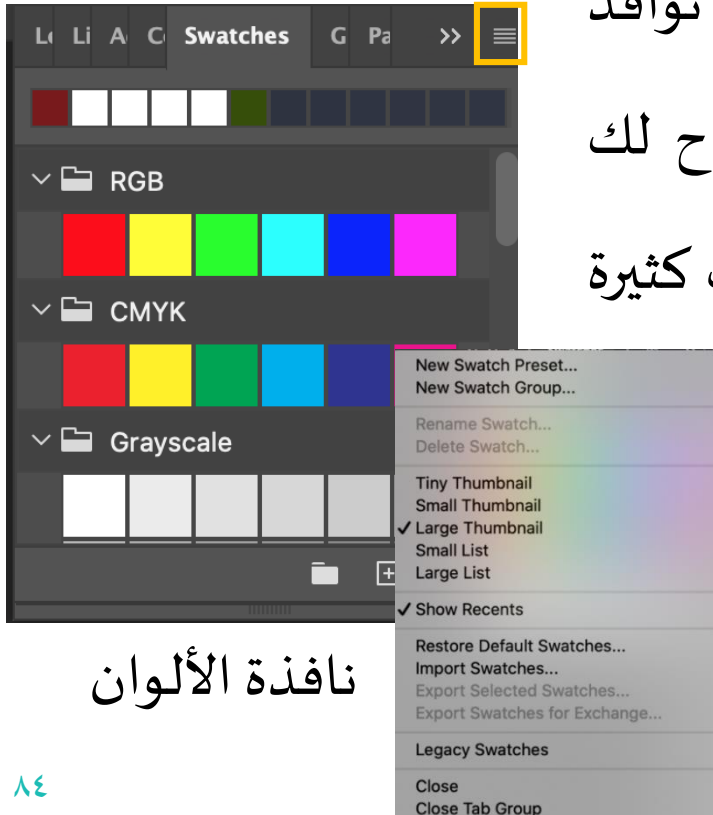 نوافذ
Swatches
لك
RGB
كثيرة
CMYK
Grayscale
New Swatch Preset...
New Swatch Group...
Rename Swatch...
Delete Swatch...
Tiny Thumbnail
Small Thumbnail
Large Thumbnail
Small List
Large List
Show Recents
Restore Default Swatches...
Import Swatches...
Export Selected Swatches...
Export Swatches for Exchange...
Legacy Swatches
Close
Close Tab Group
نافذة الألوان
٨٤